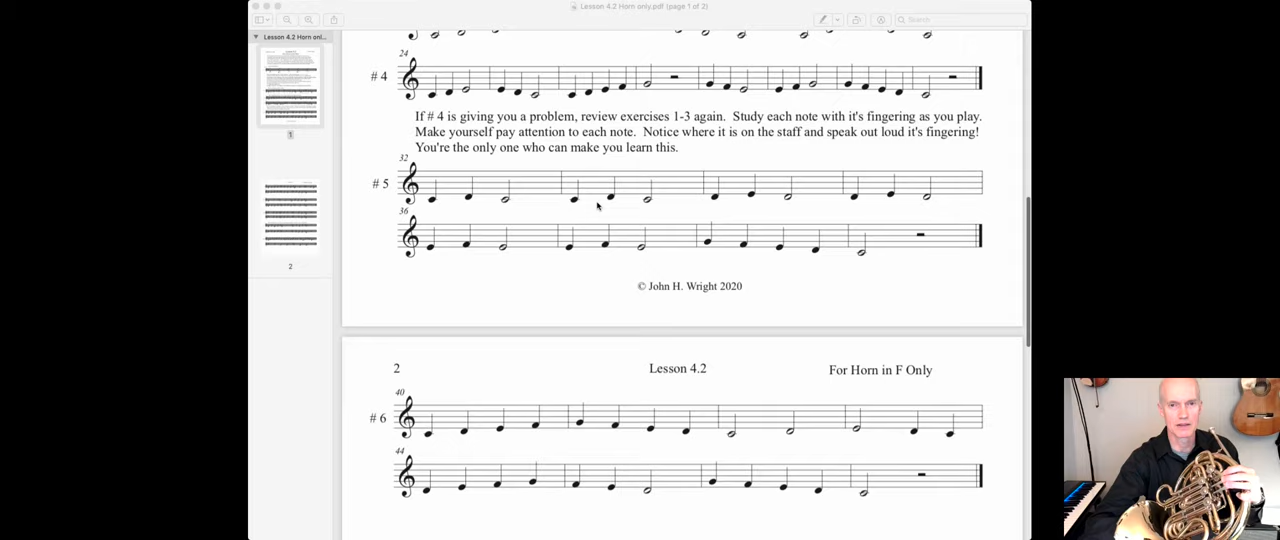 Lesson 4.2 Horn only.pdf (page 1 of 2)
Search
Lesson 4.2 Horn onl...
1
2
24
# 4
If # 4 is giving you a problem, review exercises 1-3 again. Study each note with it's fingering as you play.
Make yourself pay attention to each note. Notice where it is on the staff and speak out loud it's fingering!
You're the only one who can make you learn this.
32
# 5
36
© John H. Wright 2020
2 Lesson 4.2 For Horn in F Only
40
# 6
44